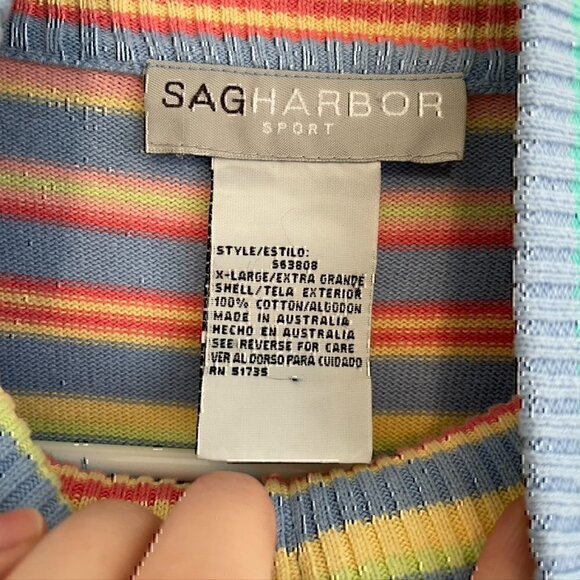 SAGHARBOR
SPORT
STYLE/ESTILO:
S63808
X-LARGE/EXTRA GRANDE
SHELL/TELA EXTERIOR
100% COTTON/ALGODON
MADE IN AUSTRALIA
HECHO EN AUSTRALIA
SEE REVERSE FOR CARE
VER AL DORSO PARA CUIDADO
RN 51735